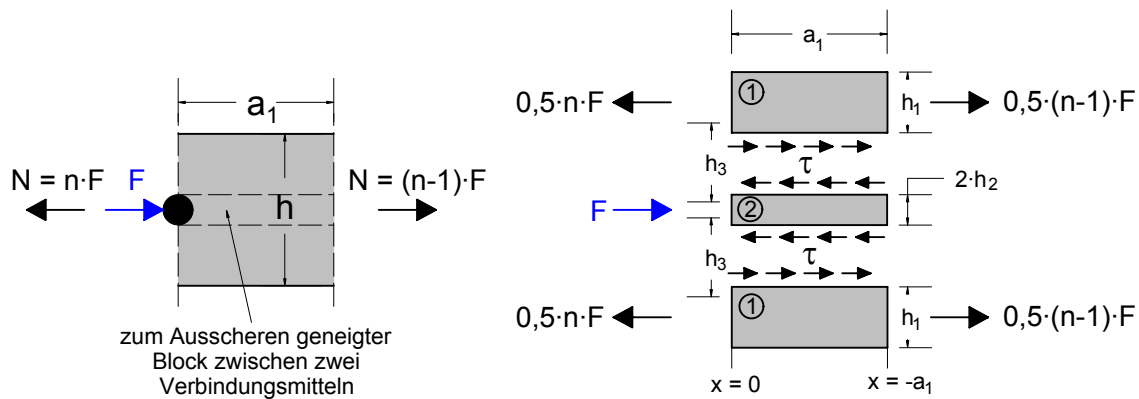 a₁
N = n·F
F
N = (n-1)·F
h
zum Ausscheren geneigter
Block zwischen zwei
Verbindungsmitteln
a₁
0,5·n·F
1
h₁
0,5·(n-1)·F
h₃
τ
F
2
2·h₂
h₃
τ
0,5·n·F
1
h₁
0,5·(n-1)·F
x = 0
x = -a₁